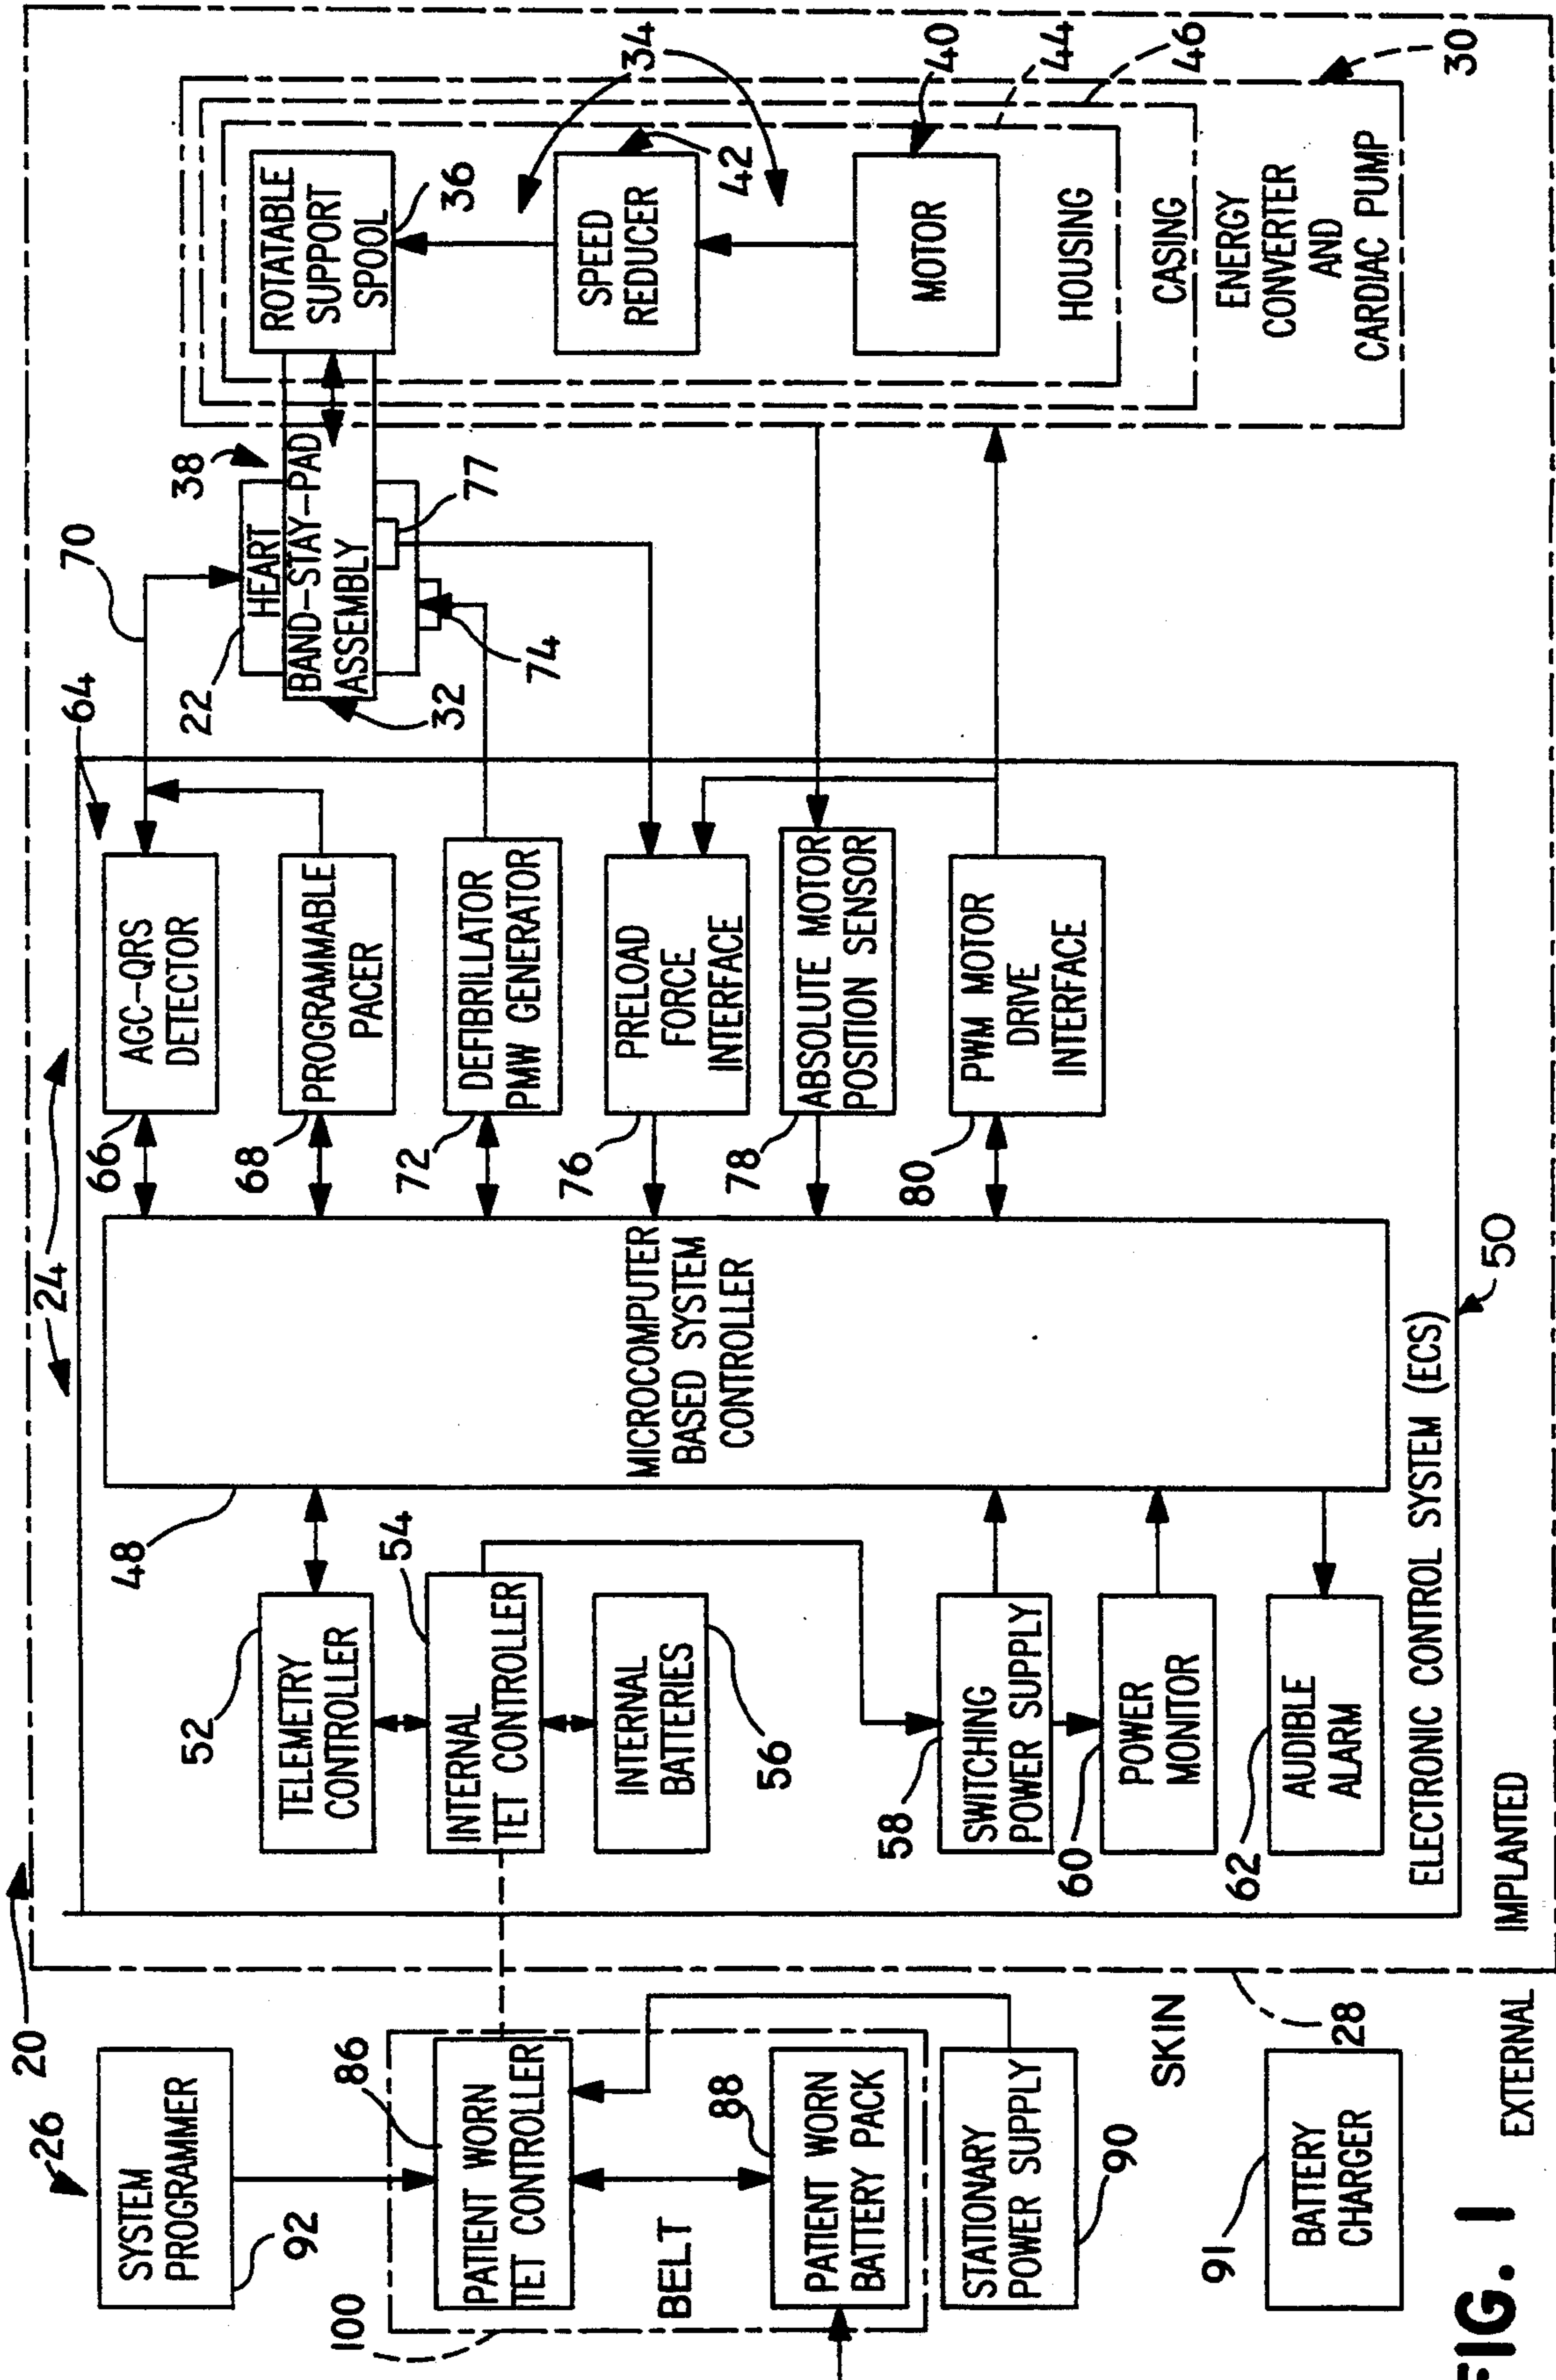 20
26
SYSTEM
PROGRAMMER
92
86
PATIENT WORN
TET CONTROLLER
100
BELT
88
PATIENT WORN
BATTERY PACK
STATIONARY
POWER SUPPLY
90
SKIN
28
91
BATTERY
CHARGER
EXTERNAL
IMPLANTED
FIG. 1
24
48
52
TELEMETRY
CONTROLLER
54
INTERNAL
TET CONTROLLER
INTERNAL
BATTERIES
56
58
SWITCHING
POWER SUPPLY
60
POWER
MONITOR
62
AUDIBLE
ALARM
ELECTRONIC CONTROL SYSTEM (ECS)
50
MICROCOMPUTER
BASED SYSTEM
CONTROLLER
64
66
AGC-QRS
DETECTOR
68
PROGRAMMABLE
PACER
72
DEFIBRILLATOR
PMW GENERATOR
76
PRELOAD
FORCE
INTERFACE
78
ABSOLUTE MOTOR
POSITION SENSOR
80
PWM MOTOR
DRIVE
INTERFACE
70
22
HEART
38
BAND-STAY-PAD
ASSEMBLY
32
74
77
ROTATABLE
SUPPORT
SPOOL
36
34
SPEED
REDUCER
42
40
MOTOR
44
HOUSING
46
CASING
ENERGY
CONVERTER
AND
CARDIAC PUMP
30